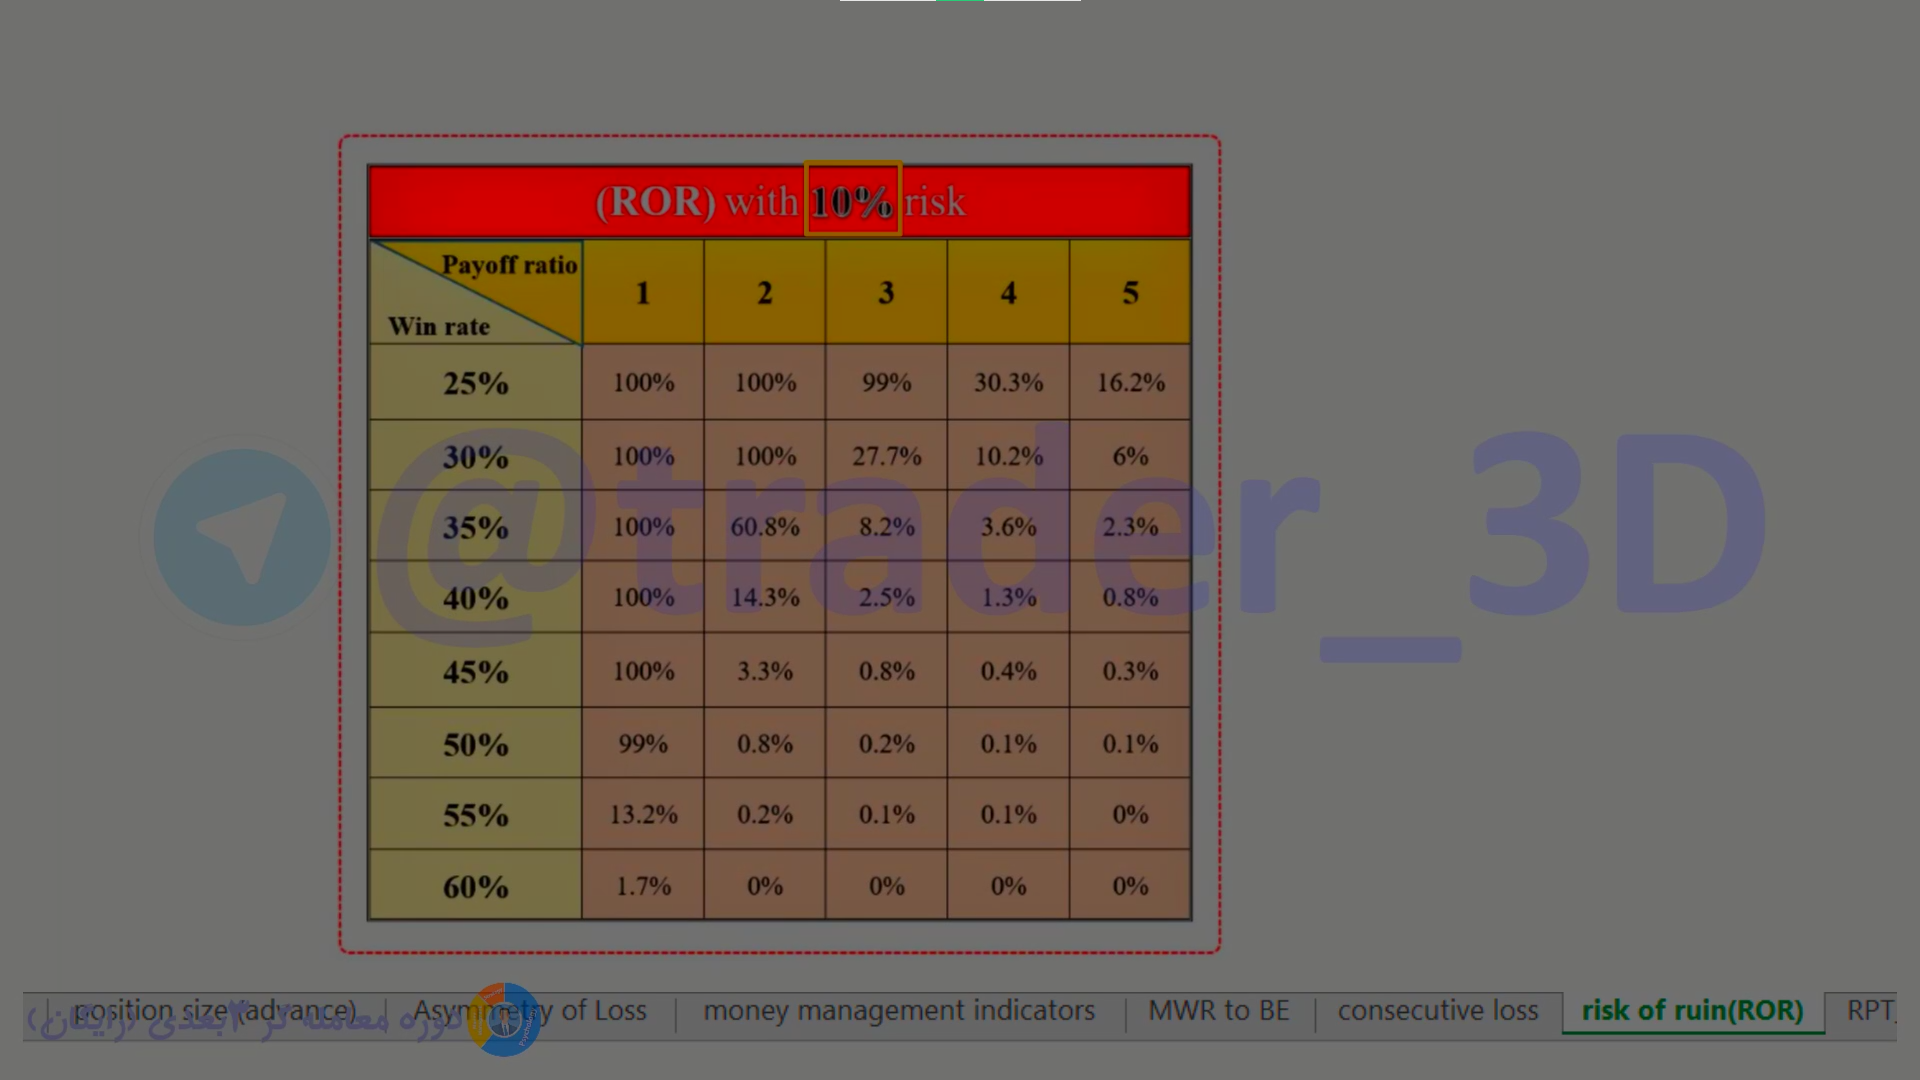 (ROR) with 10% risk
Payoff ratio
Win rate
1 2 3 4 5
25% 100% 100% 99% 30.3% 16.2%
30% 100% 100% 27.7% 10.2% 6%
35% 100% 60.8% 8.2% 3.6% 2.3%
40% 100% 14.3% 2.5% 1.3% 0.8%
45% 100% 3.3% 0.8% 0.4% 0.3%
50% 99% 0.8% 0.2% 0.1% 0.1%
55% 13.2% 0.2% 0.1% 0.1% 0%
60% 1.7% 0% 0% 0% 0%
@trader_3D
position size(advance) Asymmetry of Loss money management indicators MWR to BE consecutive loss risk of ruin(ROR) RPT
دوره معامله گر ۳بعدی (رایگان)